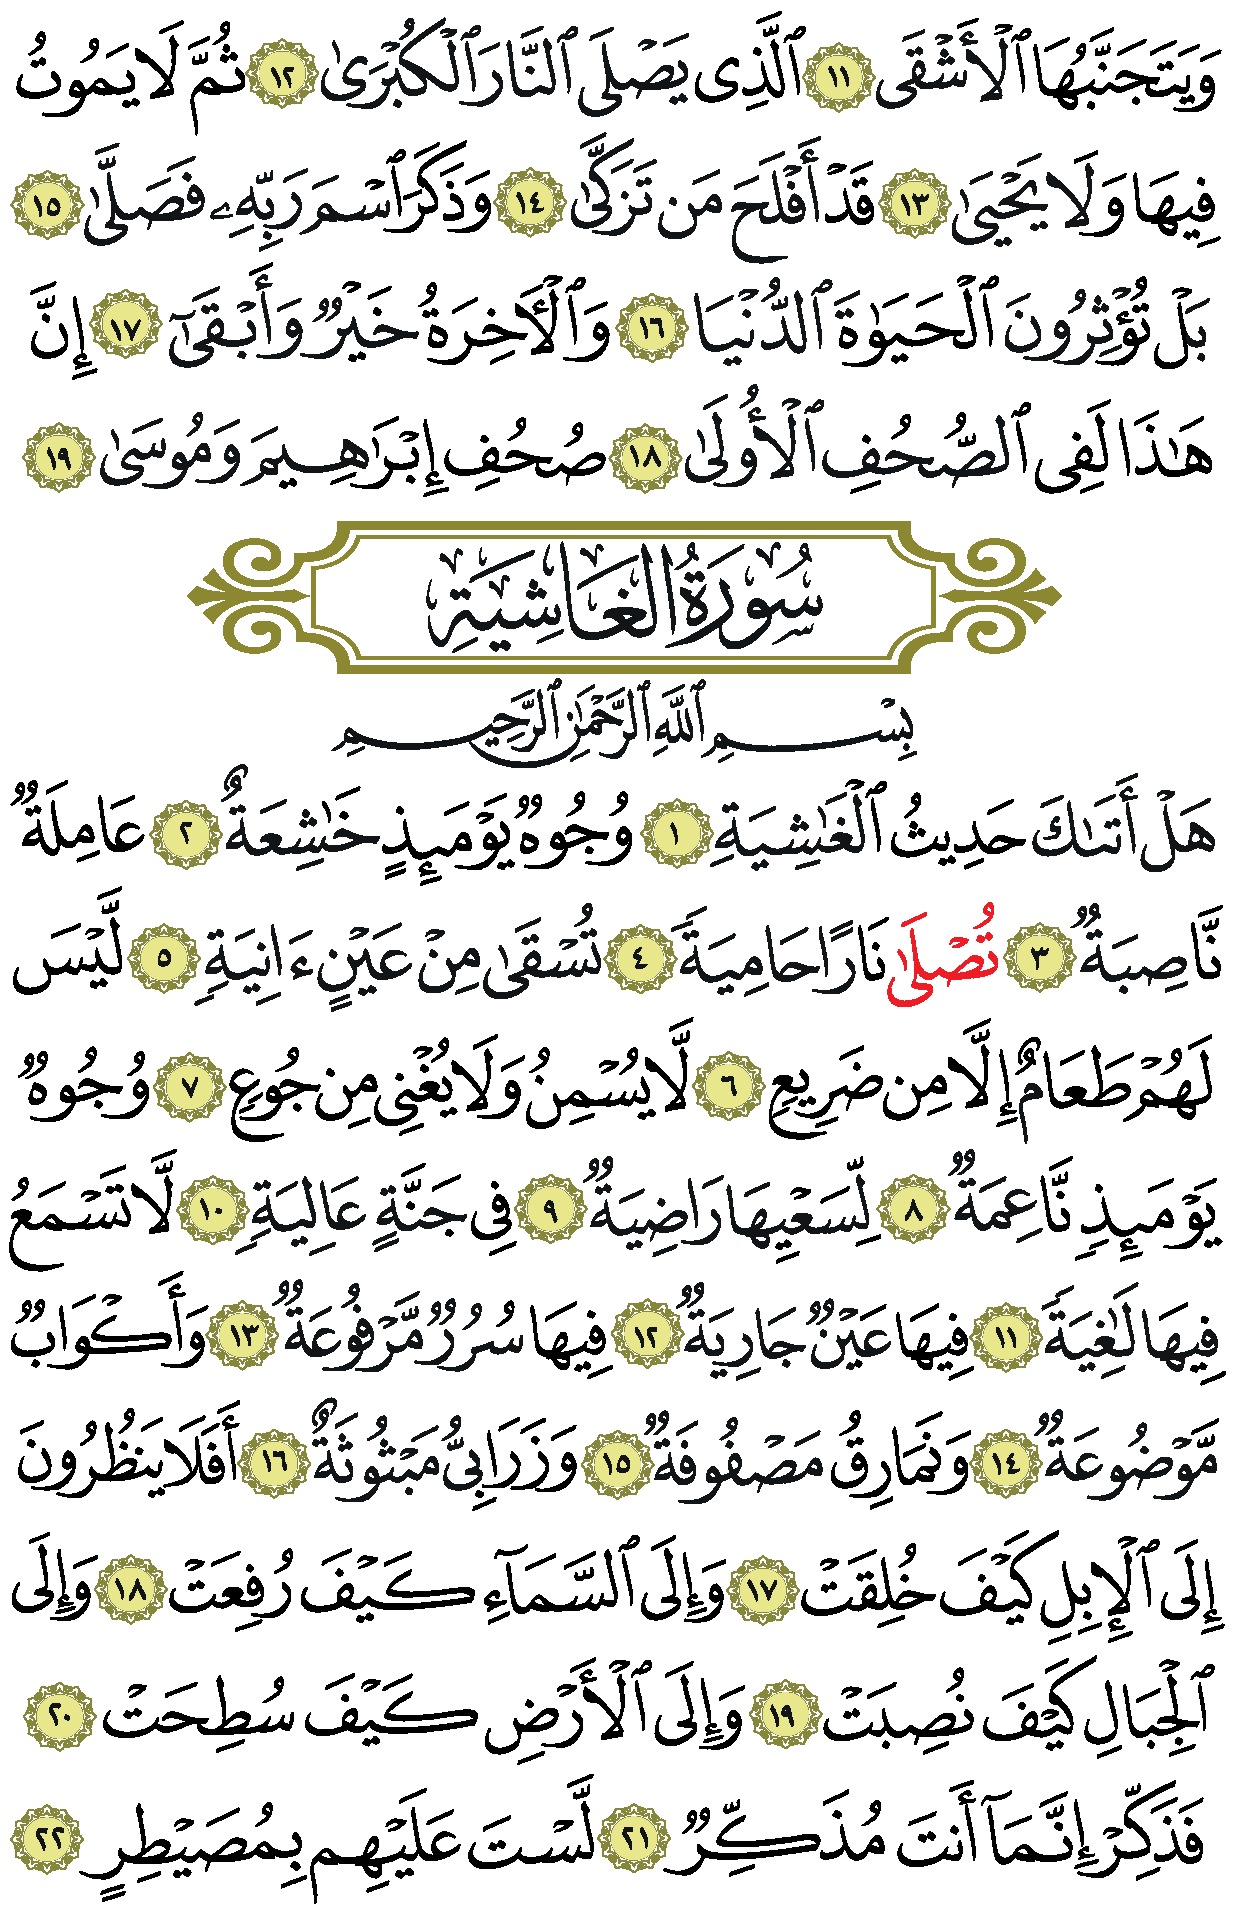 وَيَتَجَنَّبُهَا ٱلْأَشْقَى ١١ ٱلَّذِى يَصْلَى ٱلنَّارَ ٱلْكُبْرَىٰ ١٢ ثُمَّ لَا يَمُوتُ
فِيهَا وَلَا يَحْيَىٰ ١٣ قَدْ أَفْلَحَ مَن تَزَكَّىٰ ١٤ وَذَكَرَ ٱسْمَ رَبِّهِۦ فَصَلَّىٰ ١٥
بَلْ تُؤْثِرُونَ ٱلْحَيَوٰةَ ٱلدُّنْيَا ١٦ وَٱلْأَخِرَةُ خَيْرٌ وَأَبْقَىٰٓ ١٧ إِنَّ
هَـٰذَا لَفِى ٱلصُّحُفِ ٱلْأُولَىٰ ١٨ صُحُفِ إِبْرَٰهِيمَ وَمُوسَىٰ ١٩
سُورَةُ الغَاشِيَةِ
بِسْمِ ٱللَّهِ ٱلرَّحْمَـٰنِ ٱلرَّحِيمِ
هَلْ أَتَىٰكَ حَدِيثُ ٱلْغَـٰشِيَةِ ١ وُجُوهٌ يَوْمَئِذٍ خَـٰشِعَةٌ ٢ عَامِلَةٌ
نَّاصِبَةٌ ٣ تُصْلَىٰ نَارًا حَامِيَةً ٤ تُسْقَىٰ مِنْ عَيْنٍ ءَانِيَةٍ ٥ لَّيْسَ
لَهُمْ طَعَامٌ إِلَّا مِن ضَرِيعٍ ٦ لَّا يُسْمِنُ وَلَا يُغْنِى مِن جُوعٍ ٧ وُجُوهٌ
يَوْمَئِذٍ نَّاعِمَةٌ ٨ لِّسَعْيِهَا رَاضِيَةٌ ٩ فِى جَنَّةٍ عَالِيَةٍ ١٠ لَّا تَسْمَعُ
فِيهَا لَـٰغِيَةً ١١ فِيهَا عَيْنٌ جَارِيَةٌ ١٢ فِيهَا سُرُرٌ مَّرْفُوعَةٌ ١٣ وَأَكْوَابٌ
مَّوْضُوعَةٌ ١٤ وَنَمَارِقُ مَصْفُوفَةٌ ١٥ وَزَرَابِىُّ مَبْثُوثَةٌ ١٦ أَفَلَا يَنظُرُونَ
إِلَى ٱلْإِبِلِ كَيْفَ خُلِقَتْ ١٧ وَإِلَى ٱلسَّمَآءِ كَيْفَ رُفِعَتْ ١٨ وَإِلَى
ٱلْجِبَالِ كَيْفَ نُصِبَتْ ١٩ وَإِلَى ٱلْأَرْضِ كَيْفَ سُطِحَتْ ٢٠
فَذَكِّرْ إِنَّمَآ أَنتَ مُذَكِّرٌ ٢١ لَّسْتَ عَلَيْهِم بِمُصَيْطِرٍ ٢٢